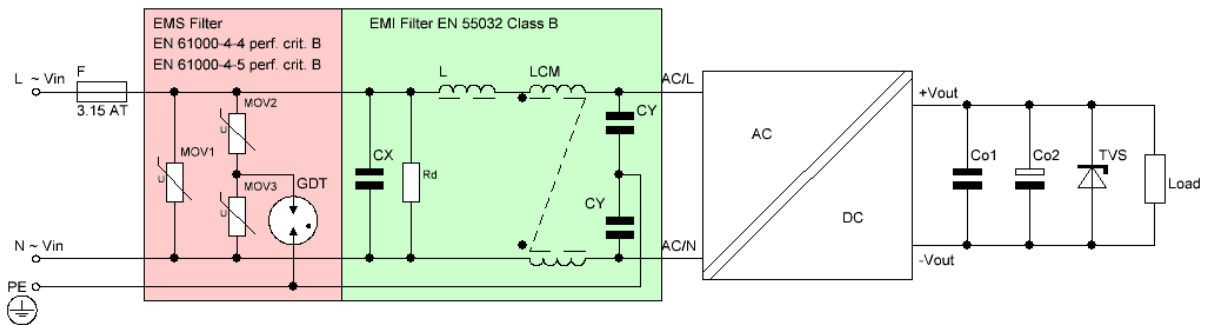 EMS Filter
EN 61000-4-4 perf. crit. B
EN 61000-4-5 perf. crit. B
EMI Filter EN 55032 Class B
L ~ Vin
F
3.15 AT
MOV1
U
MOV2
U
MOV3
U
GDT
CX
Rd
L
LCM
CY
CY
AC/L
AC/N
AC
DC
+Vout
-Vout
Co1
Co2
TVS
Load
N ~ Vin
PE